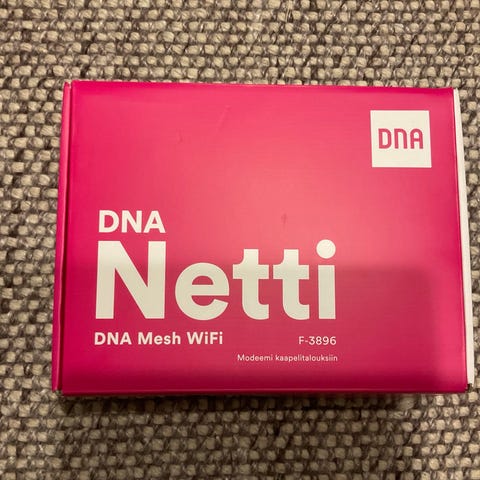 DNA
DNA
Netti
DNA Mesh WiFi
F-3896
Modeemi kaapelitalouksiin